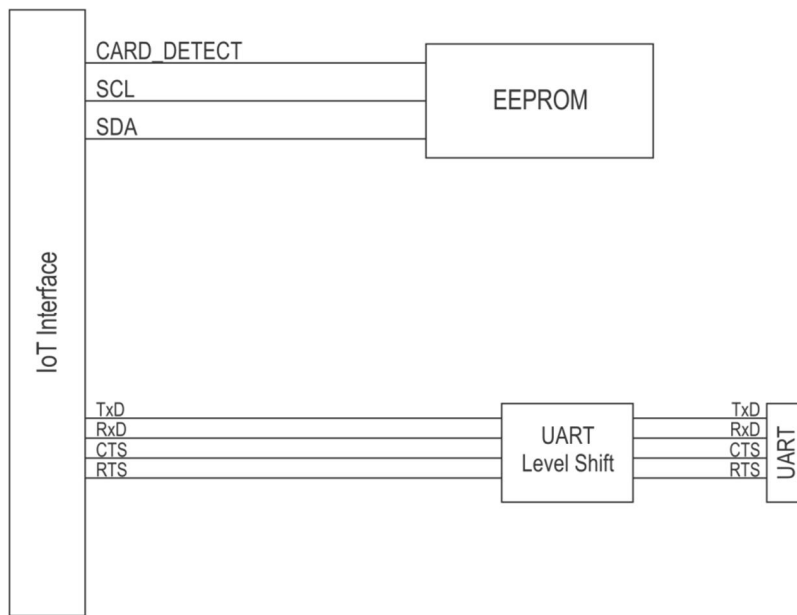 CARD_DETECT
SCL
SDA
EEPROM
IoT Interface
TxD
RxD
CTS
RTS
UART
Level Shift
TxD
RxD
CTS
RTS
UART